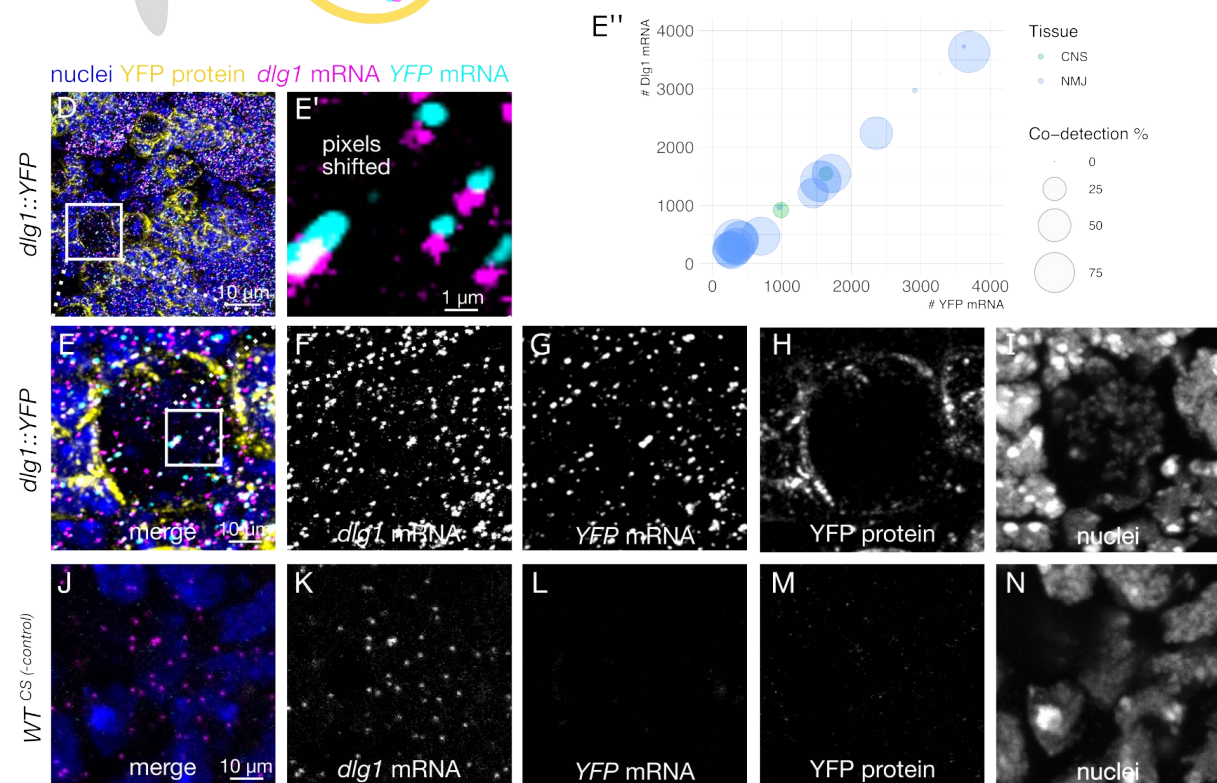 E''
# Dlg1 mRNA
4000
3000
2000
1000
0
0 1000 2000 3000 4000
# YFP mRNA
Tissue
CNS
NMJ
Co-detection %
0
25
50
75
nuclei YFP protein dlg1 mRNA YFP mRNA
dlg1::YFP
D
10 µm
E'
pixels
shifted
1 µm
dlg1::YFP
E
merge
10 µm
F
dlg1 mRNA
G
YFP mRNA
H
YFP protein
I
nuclei
WT CS (-control)
J
merge
10 µm
K
dlg1 mRNA
L
YFP mRNA
M
YFP protein
N
nuclei